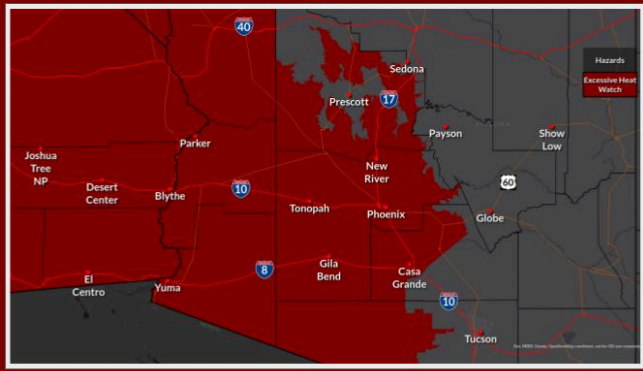 40
Sedona
Hazards
Excessive Heat
Watch
Prescott
17
Payson
Show
Low
Parker
Joshua
Tree
NP
New
River
Desert
Center
Blythe
10
60
Tonopah
Phoenix
Globe
Gila
Bend
8
Casa
Grande
El
Centro
Yuma
10
Tucson